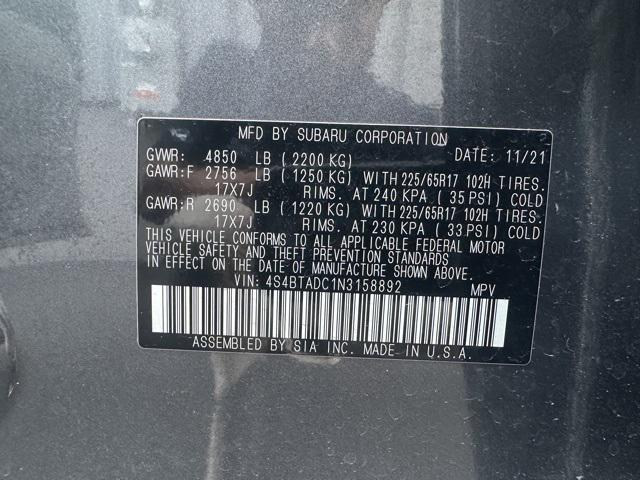 MFD BY SUBARU CORPORATION
GVWR: 4850 LB ( 2200 KG) DATE: 11/21
GAWR:F 2756 LB ( 1250 KG) WITH 225/65R17 102H TIRES.
17X7J RIMS. AT 240 KPA ( 35 PSI) COLD
GAWR:R 2690 LB ( 1220 KG) WITH 225/65R17 102H TIRES.
17X7J RIMS. AT 230 KPA ( 33 PSI) COLD
THIS VEHICLE CONFORMS TO ALL APPLICABLE FEDERAL MOTOR
VEHICLE SAFETY AND THEFT PREVENTION STANDARDS
IN EFFECT ON THE DATE OF MANUFACTURE SHOWN ABOVE.
VIN: 4S4BTADC1N3158892 MPV
ASSEMBLED BY SIA INC. MADE IN U.S.A.